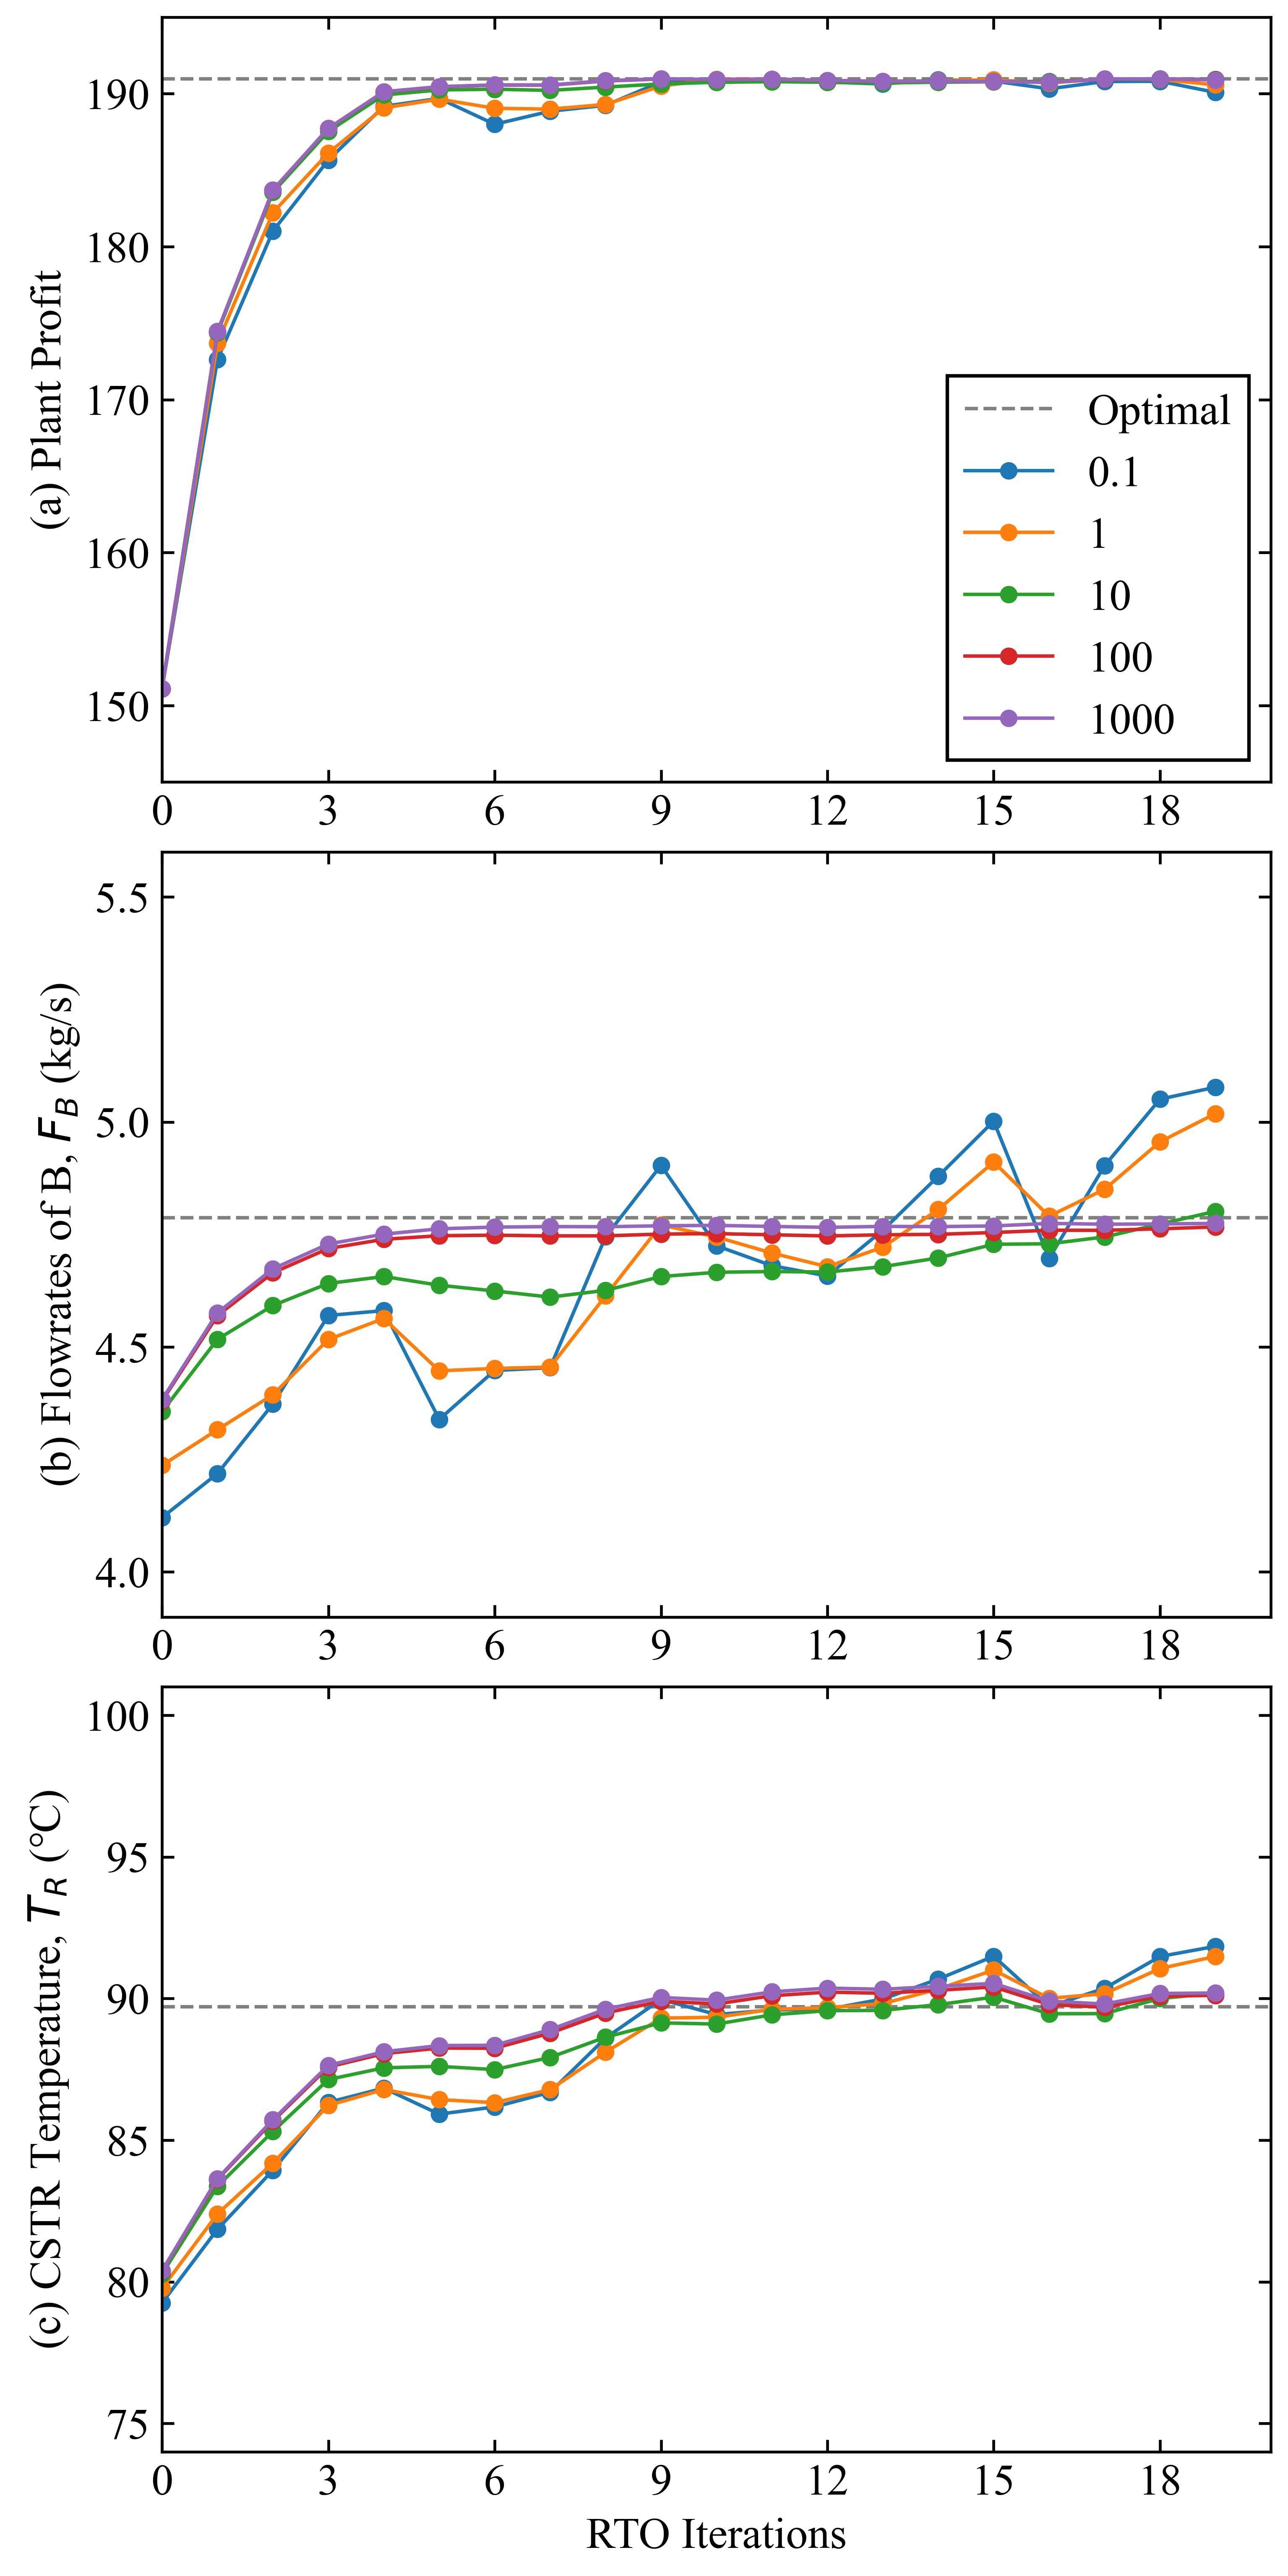 (a) Plant Profit
190
180
170
160
150
Optimal
0.1
1
10
100
1000
0 3 6 9 12 15 18
(b) Flowrates of B, F_B (kg/s)
5.5
5.0
4.5
4.0
0 3 6 9 12 15 18
(c) CSTR Temperature, T_R (°C)
100
95
90
85
80
75
0 3 6 9 12 15 18
RTO Iterations